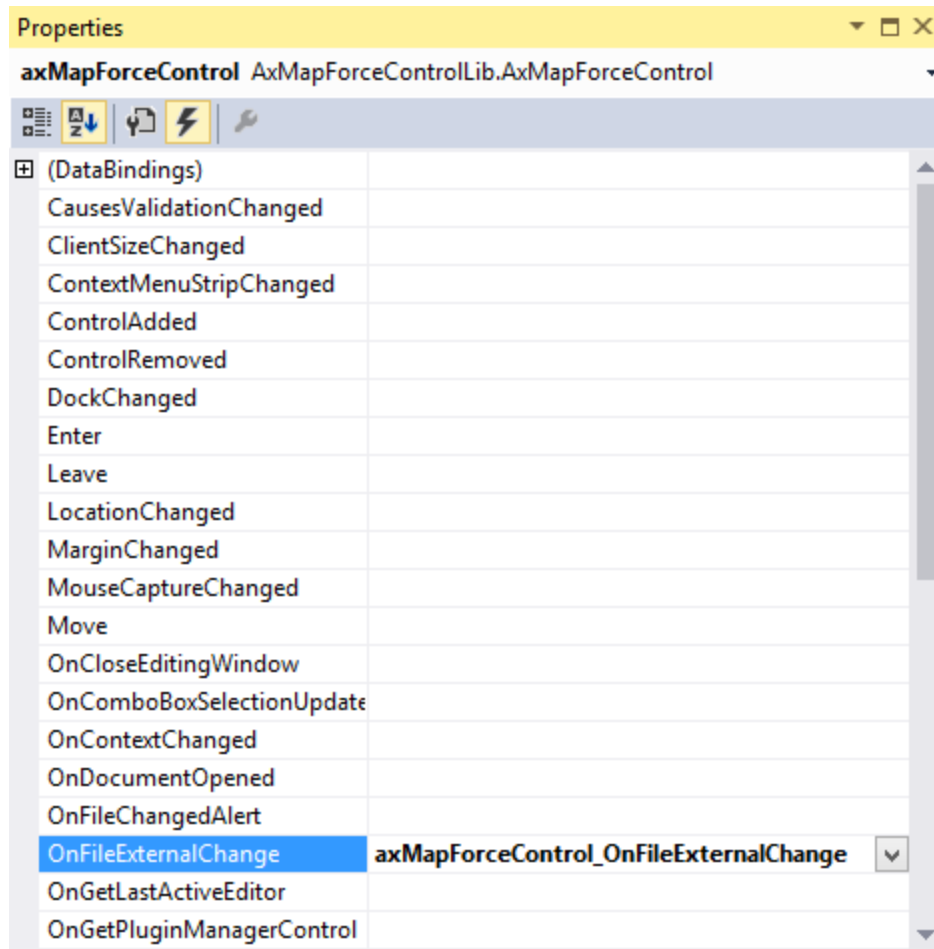 Properties
axMapForceControl AxMapForceControlLib.AxMapForceControl
(DataBindings)
CausesValidationChanged
ClientSizeChanged
ContextMenuStripChanged
ControlAdded
ControlRemoved
DockChanged
Enter
Leave
LocationChanged
MarginChanged
MouseCaptureChanged
Move
OnCloseEditingWindow
OnComboBoxSelectionUpdate
OnContextChanged
OnDocumentOpened
OnFileChangedAlert
OnFileExternalChange axMapForceControl_OnFileExternalChange
OnGetLastActiveEditor
OnGetPluginManagerControl